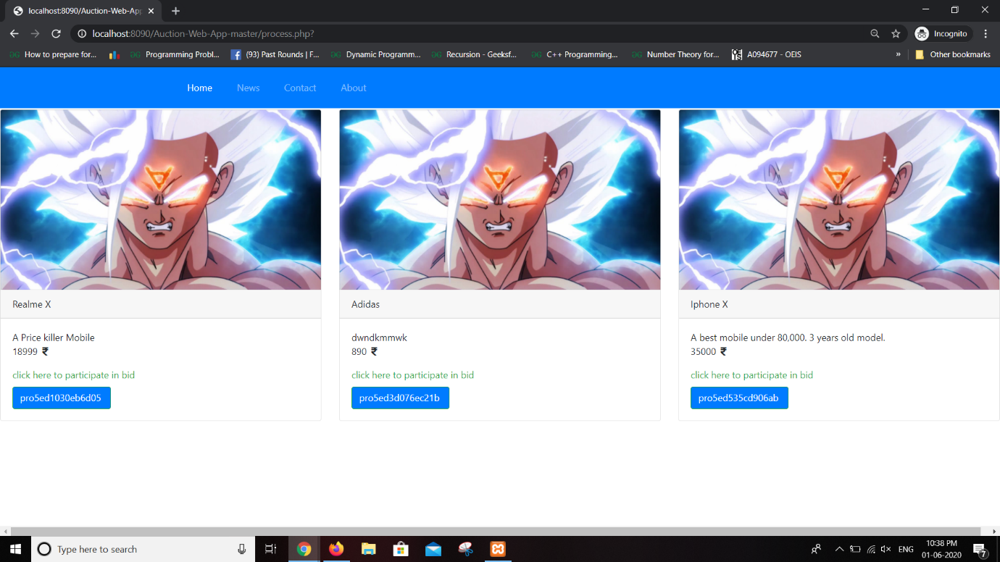 localhost:8090/Auction-Web-App
localhost:8090/Auction-Web-App-master/process.php?
Incognito
How to prepare for...
Programming Probl...
(93) Past Rounds | F...
Dynamic Programm...
Recursion - Geeksf...
C++ Programming...
Number Theory for...
OEIS
A094677 - OEIS
»
Other bookmarks
Home News Contact About
Realme X
A Price killer Mobile
18999 ₹
click here to participate in bid
pro5ed1030eb6d05
Adidas
dwndkmmwk
890 ₹
click here to participate in bid
pro5ed3d076ec21b
Iphone X
A best mobile under 80,000. 3 years old model.
35000 ₹
click here to participate in bid
pro5ed535cd906ab
Type here to search
ENG
10:38 PM
01-06-2020
7